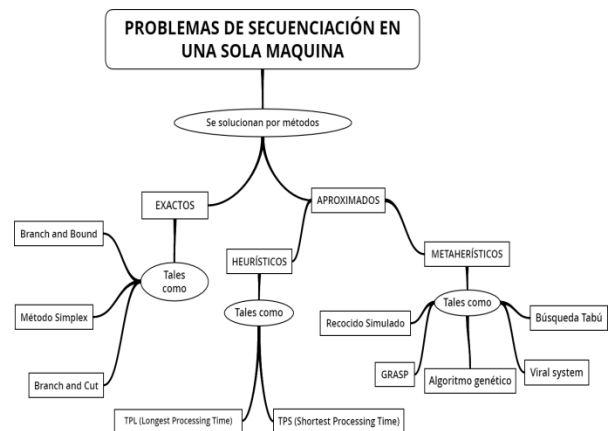 PROBLEMAS DE SECUENCIACIÓN EN
UNA SOLA MAQUINA
Se solucionan por métodos
EXACTOS
APROXIMADOS
Branch and Bound
HEURÍSTICOS
METAHERÍSTICOS
Tales
como
Tales como
Tales como
Método Simplex
Recocido Simulado
Búsqueda Tabú
Branch and Cut
GRASP
Algoritmo genético
Viral system
TPL (Longest Processing Time)
TPS (Shortest Processing Time)